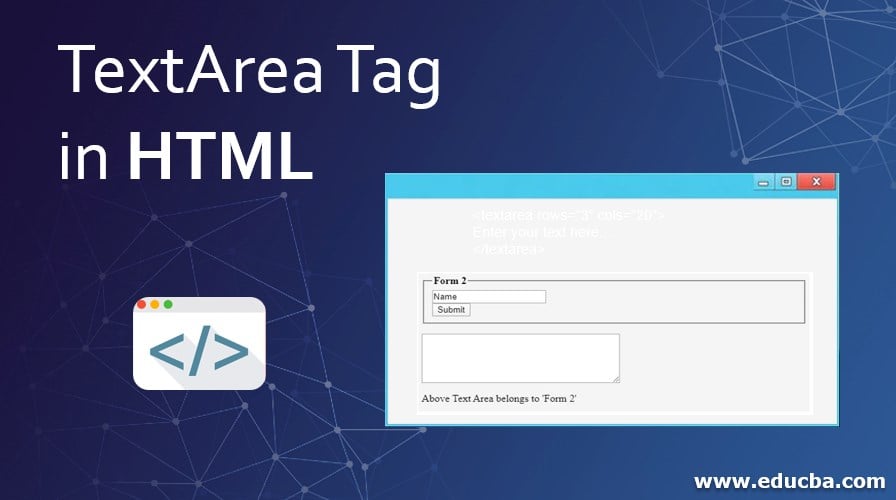 TextArea Tag
in HTML
<textarea rows="3" cols="20">
Enter your text here...
</textarea>
Form 2
Name
Submit
Above Text Area belongs to 'Form 2'
</>
www.educba.com